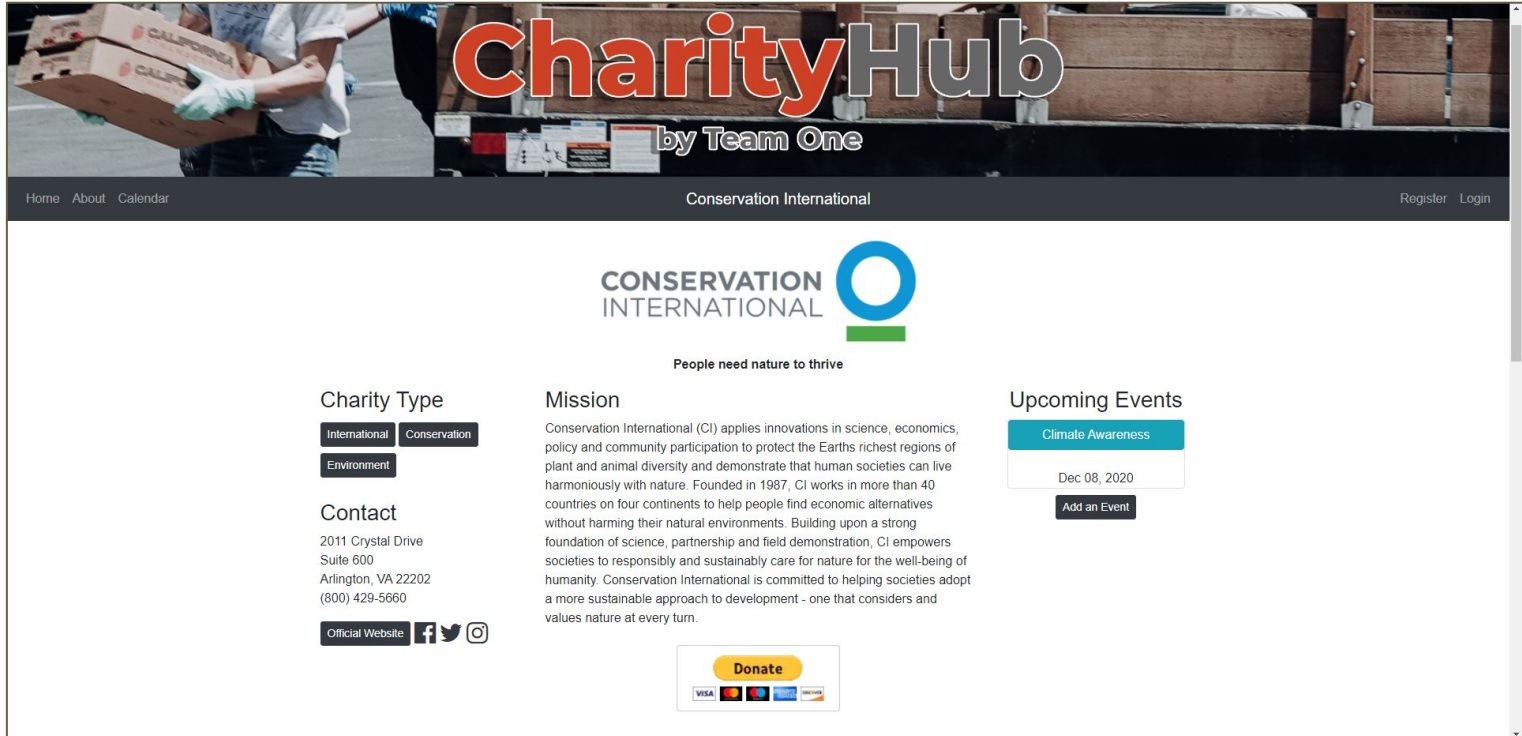 CALIFORNIA
CharityHub
by Team One
Home About Calendar
Conservation International
Register Login
CONSERVATION
INTERNATIONAL
People need nature to thrive
Charity Type
International Conservation
Environment
Contact
2011 Crystal Drive
Suite 600
Arlington, VA 22202
(800) 429-5660
Official Website
Mission
Conservation International (CI) applies innovations in science, economics,
policy and community participation to protect the Earths richest regions of
plant and animal diversity and demonstrate that human societies can live
harmoniously with nature. Founded in 1987, CI works in more than 40
countries on four continents to help people find economic alternatives
without harming their natural environments. Building upon a strong
foundation of science, partnership and field demonstration, CI empowers
societies to responsibly and sustainably care for nature for the well-being of
humanity. Conservation International is committed to helping societies adopt
a more sustainable approach to development - one that considers and
values nature at every turn.
Donate
VISA
Upcoming Events
Climate Awareness
Dec 08, 2020
Add an Event